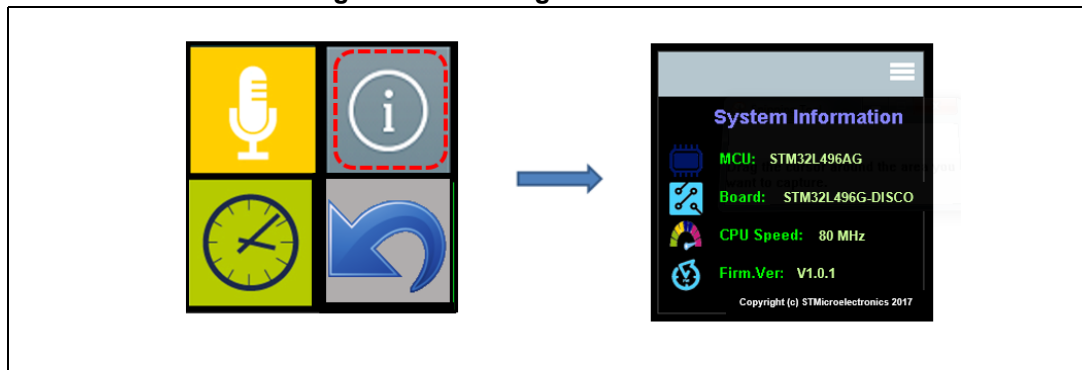 i
System Information
MCU: STM32L496AG
Board: STM32L496G-DISCO
CPU Speed: 80 MHz
Firm.Ver: V1.0.1
Copyright (c) STMicroelectronics 2017